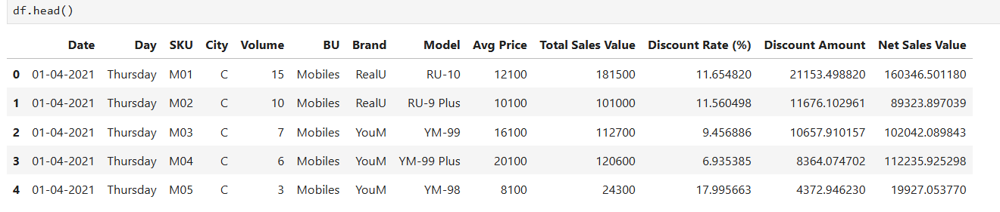 df.head()
Date Day SKU City Volume BU Brand Model Avg Price Total Sales Value Discount Rate (%) Discount Amount Net Sales Value
0 01-04-2021 Thursday M01 C 15 Mobiles RealU RU-10 12100 181500 11.654820 21153.498820 160346.501180
1 01-04-2021 Thursday M02 C 10 Mobiles RealU RU-9 Plus 10100 101000 11.560498 11676.102961 89323.897039
2 01-04-2021 Thursday M03 C 7 Mobiles YouM YM-99 16100 112700 9.456886 10657.910157 102042.089843
3 01-04-2021 Thursday M04 C 6 Mobiles YouM YM-99 Plus 20100 120600 6.935385 8364.074702 112235.925298
4 01-04-2021 Thursday M05 C 3 Mobiles YouM YM-98 8100 24300 17.995663 4372.946230 19927.053770